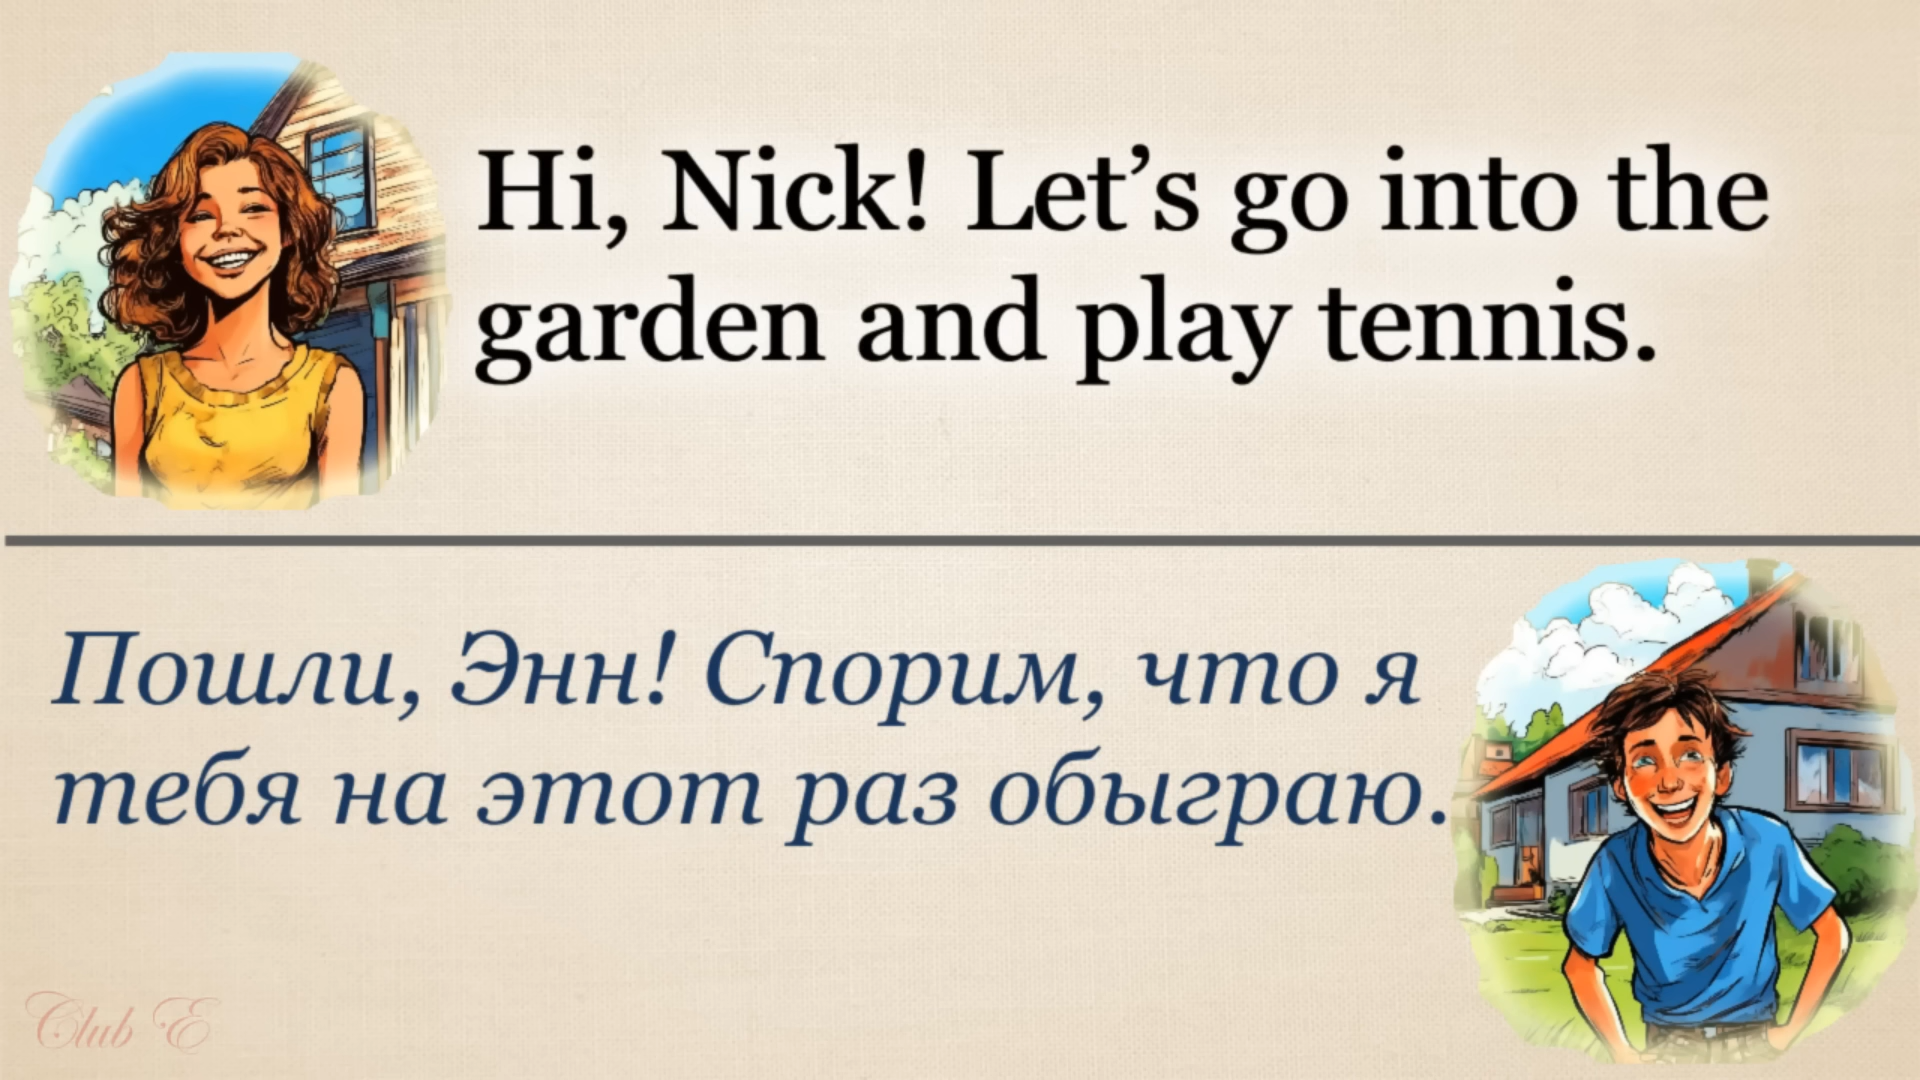 Hi, Nick! Let’s go into the
garden and play tennis.
Пошли, Энн! Спорим, что я
тебя на этот раз обыграю.
Club E